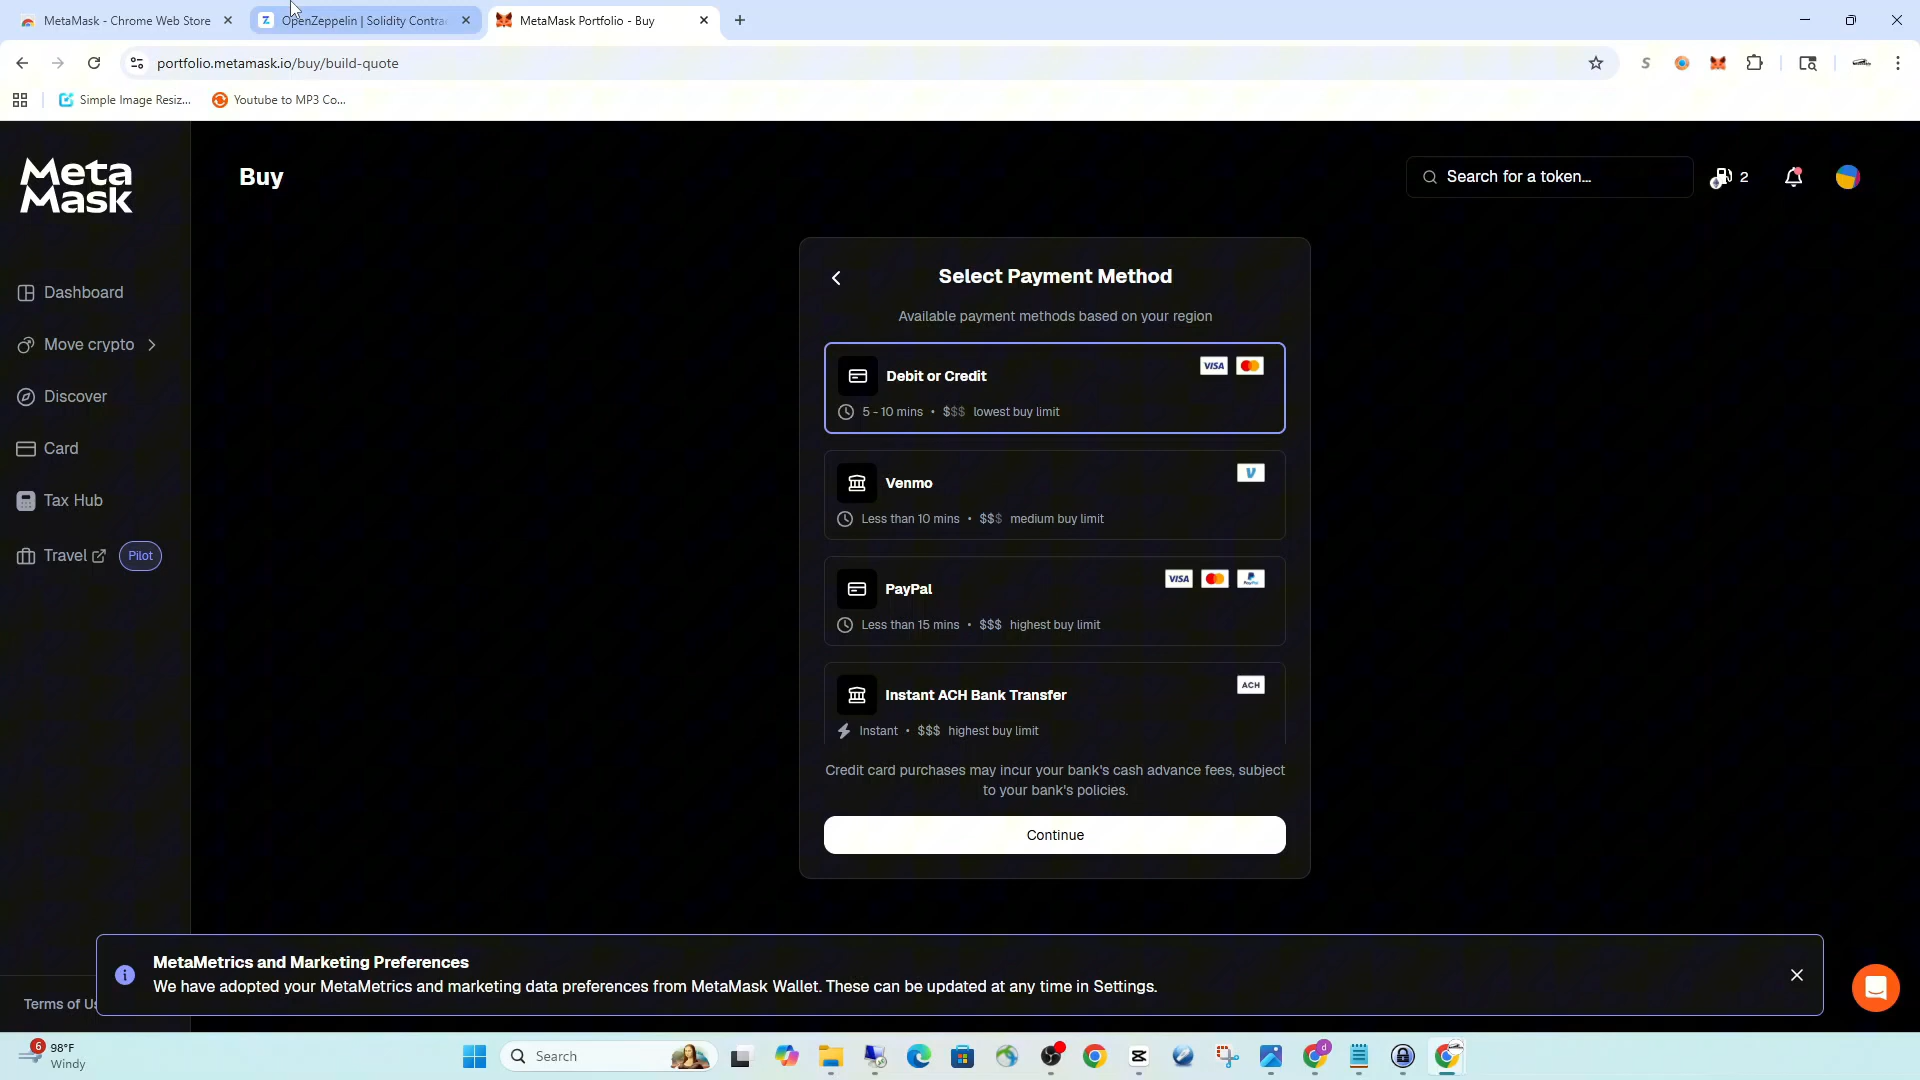 MetaMask - Chrome Web Store
OpenZeppelin | Solidity Contra
MetaMask Portfolio - Buy
portfolio.metamask.io/buy/build-quote
S
Simple Image Resiz...
Youtube to MP3 Co...
Meta
Mask
Buy
Search for a token...
2
Dashboard
Move crypto
Discover
Card
Tax Hub
Travel
Pilot
Terms of Us
Select Payment Method
Available payment methods based on your region
Debit or Credit
VISA
5 - 10 mins • $$$ lowest buy limit
Venmo
V
Less than 10 mins • $$$ medium buy limit
PayPal
VISA
PayPal
Less than 15 mins • $$$ highest buy limit
Instant ACH Bank Transfer
ACH
Instant • $$$ highest buy limit
Credit card purchases may incur your bank's cash advance fees, subject
to your bank's policies.
Continue
MetaMetrics and Marketing Preferences
We have adopted your MetaMetrics and marketing data preferences from MetaMask Wallet. These can be updated at any time in Settings.
6
98°F
Windy
Search
d